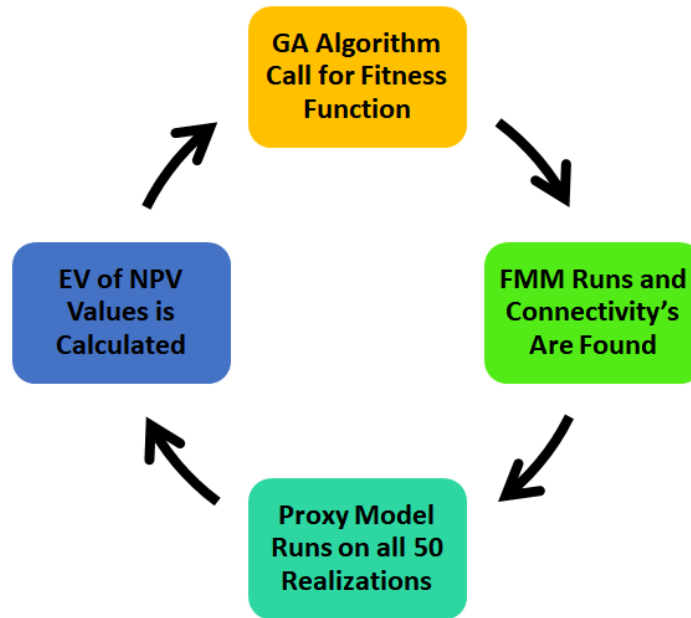 GA Algorithm
Call for Fitness
Function
FMM Runs and
Connectivity's
Are Found
Proxy Model
Runs on all 50
Realizations
EV of NPV
Values is
Calculated